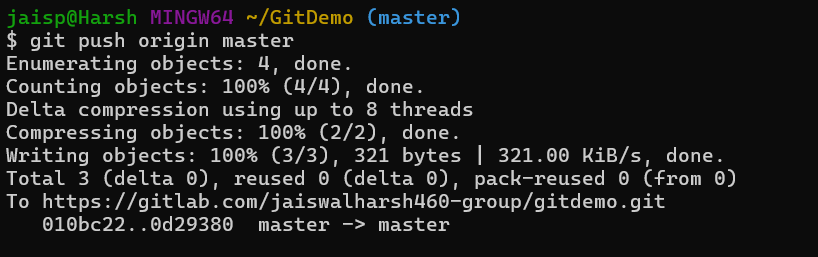 jaisp@Harsh MINGW64 ~/GitDemo (master)
$ git push origin master
Enumerating objects: 4, done.
Counting objects: 100% (4/4), done.
Delta compression using up to 8 threads
Compressing objects: 100% (2/2), done.
Writing objects: 100% (3/3), 321 bytes | 321.00 KiB/s, done.
Total 3 (delta 0), reused 0 (delta 0), pack-reused 0 (from 0)
To https://gitlab.com/jaiswalharsh460-group/gitdemo.git
   010bc22..0d29380  master -> master